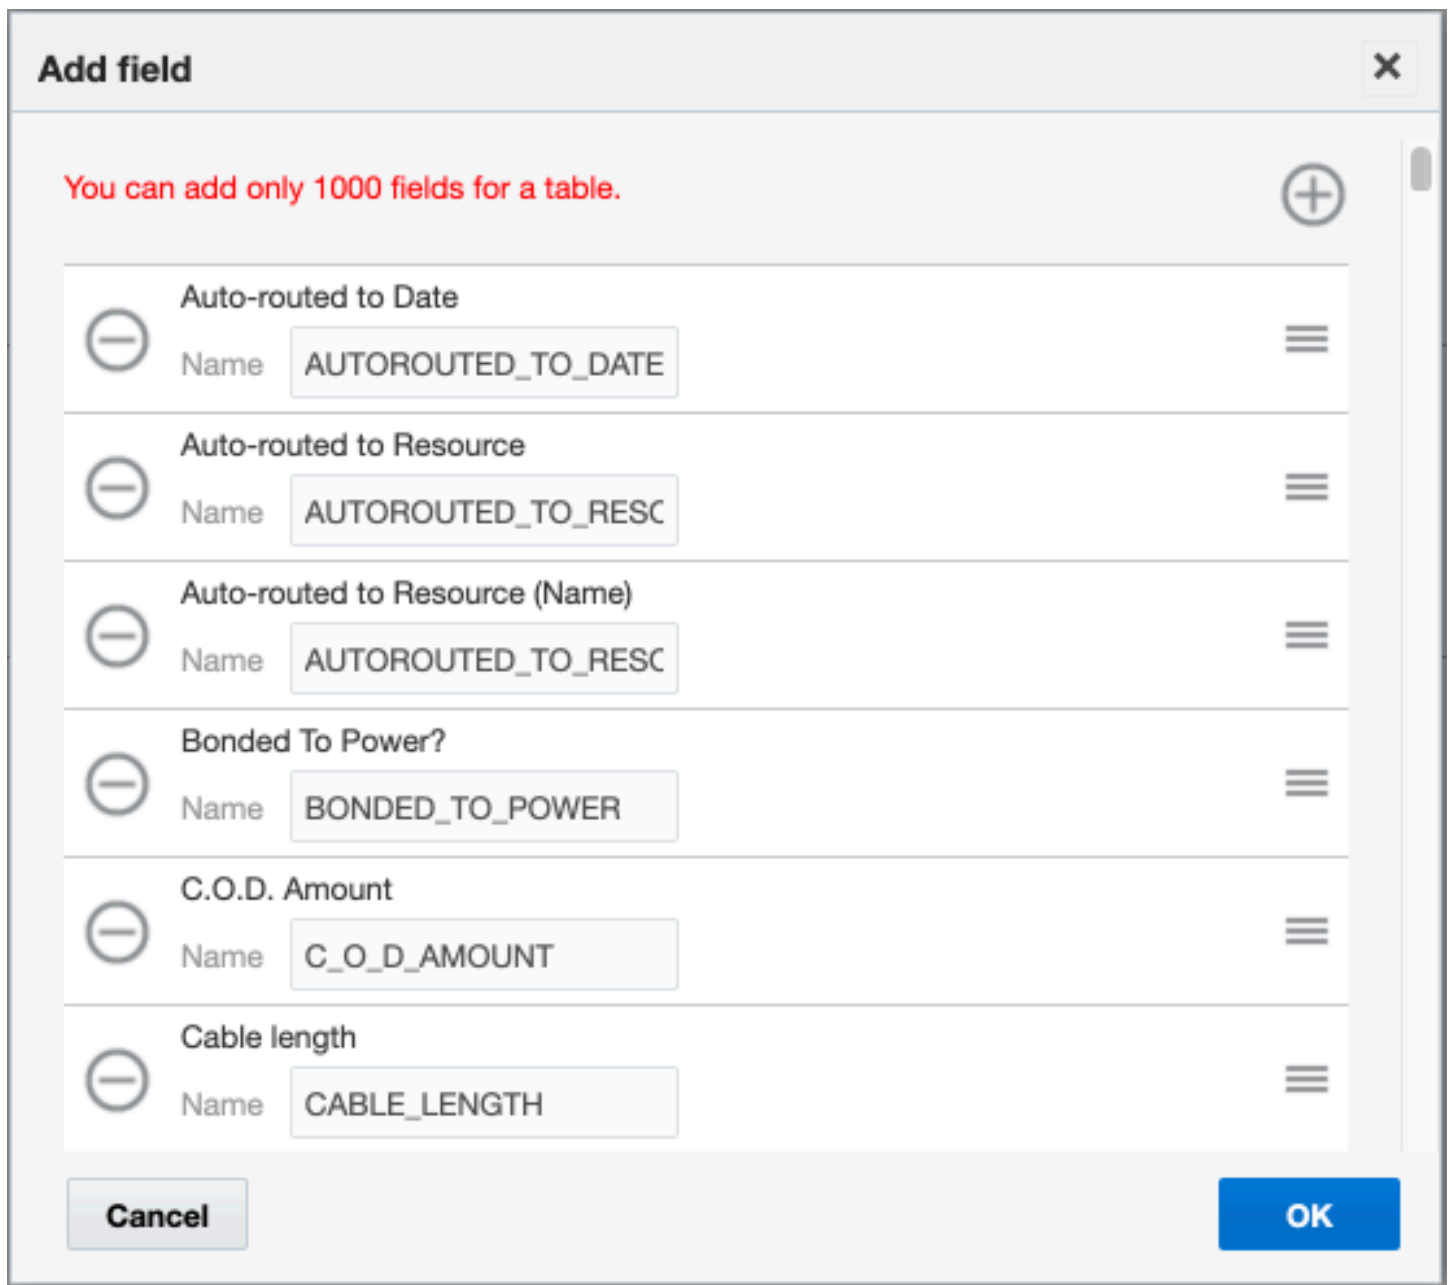 Add field
You can add only 1000 fields for a table.
Auto-routed to Date
Name AUTOROUTED_TO_DATE
Auto-routed to Resource
Name AUTOROUTED_TO_RESO
Auto-routed to Resource (Name)
Name AUTOROUTED_TO_RESO
Bonded To Power?
Name BONDED_TO_POWER
C.O.D. Amount
Name C_O_D_AMOUNT
Cable length
Name CABLE_LENGTH
Cancel OK